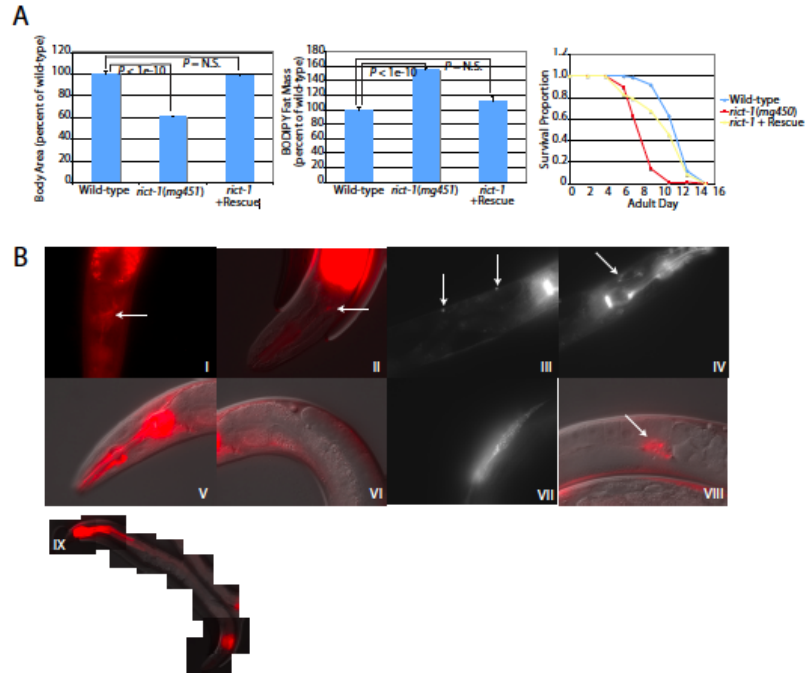 A
Body Area (percent of wild-type)
120
100
80
60
40
20
0
P = N.S.
P < 1e-10
Wild-type
rict-1(mg451)
rict-1
+Rescue
BODIPY Fat Mass
(percent of wild-type)
180
160
140
120
100
80
60
40
20
0
P = N.S.
P < 1e-10
Wild-type
rict-1(mg451)
rict-1
+Rescue
Survival Proportion
1.2
1.0
0.8
0.6
0.4
0.2
0
0 2 4 6 8 10 12 14 16
Adult Day
Wild-type
rict-1(mg450)
rict-1 + Rescue
B
I
II
III
IV
V
VI
VII
VIII
IX